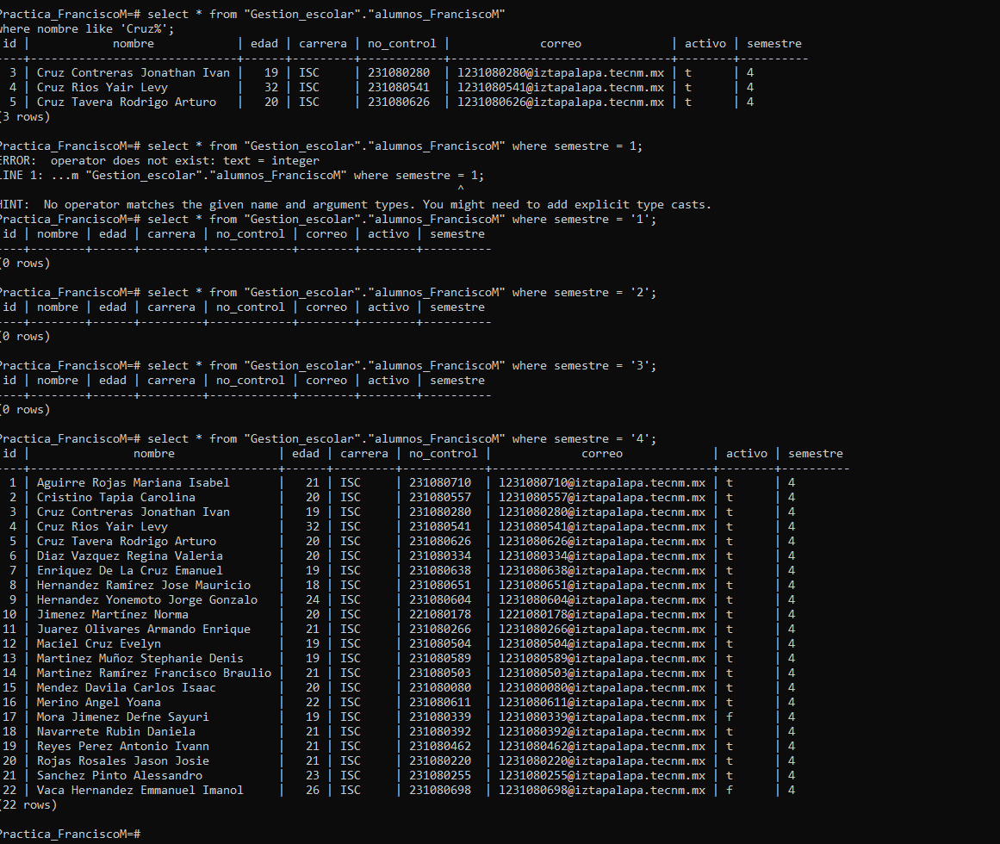 Practica_FranciscoM=# select * from "Gestion_escolar"."alumnos_FranciscoM"
where nombre like 'Cruz%';
id |            nombre            | edad | carrera | no_control |             correo             | activo | semestre
----+------------------------------+------+---------+------------+--------------------------------+--------+----------
3 | Cruz Contreras Jonathan Ivan |   19 | ISC     | 231080280  | l231080280@iztapalapa.tecnm.mx | t      | 4
4 | Cruz Rios Yair Levy          |   32 | ISC     | 231080541  | l231080541@iztapalapa.tecnm.mx | t      | 4
5 | Cruz Tavera Rodrigo Arturo   |   20 | ISC     | 231080626  | l231080626@iztapalapa.tecnm.mx | t      | 4
(3 rows)
Practica_FranciscoM=# select * from "Gestion_escolar"."alumnos_FranciscoM" where semestre = 1;
ERROR:  operator does not exist: text = integer
LINE 1: ...m "Gestion_escolar"."alumnos_FranciscoM" where semestre = 1;
^
HINT:  No operator matches the given name and argument types. You might need to add explicit type casts.
Practica_FranciscoM=# select * from "Gestion_escolar"."alumnos_FranciscoM" where semestre = '1';
id | nombre | edad | carrera | no_control | correo | activo | semestre
----+--------+------+---------+------------+--------+--------+----------
(0 rows)
Practica_FranciscoM=# select * from "Gestion_escolar"."alumnos_FranciscoM" where semestre = '2';
id | nombre | edad | carrera | no_control | correo | activo | semestre
----+--------+------+---------+------------+--------+--------+----------
(0 rows)
Practica_FranciscoM=# select * from "Gestion_escolar"."alumnos_FranciscoM" where semestre = '3';
id | nombre | edad | carrera | no_control | correo | activo | semestre
----+--------+------+---------+------------+--------+--------+----------
(0 rows)
Practica_FranciscoM=# select * from "Gestion_escolar"."alumnos_FranciscoM" where semestre = '4';
id |               nombre               | edad | carrera | no_control |             correo             | activo | semestre
----+------------------------------------+------+---------+------------+--------------------------------+--------+----------
1 | Aguirre Rojas Mariana Isabel       |   21 | ISC     | 231080710  | l231080710@iztapalapa.tecnm.mx | t      | 4
2 | Cristino Tapia Carolina            |   20 | ISC     | 231080557  | l231080557@iztapalapa.tecnm.mx | t      | 4
3 | Cruz Contreras Jonathan Ivan       |   19 | ISC     | 231080280  | l231080280@iztapalapa.tecnm.mx | t      | 4
4 | Cruz Rios Yair Levy                |   32 | ISC     | 231080541  | l231080541@iztapalapa.tecnm.mx | t      | 4
5 | Cruz Tavera Rodrigo Arturo         |   20 | ISC     | 231080626  | l231080626@iztapalapa.tecnm.mx | t      | 4
6 | Diaz Vazquez Regina Valeria        |   20 | ISC     | 231080334  | l231080334@iztapalapa.tecnm.mx | t      | 4
7 | Enriquez De La Cruz Emanuel        |   19 | ISC     | 231080638  | l231080638@iztapalapa.tecnm.mx | t      | 4
8 | Hernandez Ramírez Jose Mauricio    |   18 | ISC     | 231080651  | l231080651@iztapalapa.tecnm.mx | t      | 4
9 | Hernandez Yonemoto Jorge Gonzalo   |   24 | ISC     | 231080604  | l231080604@iztapalapa.tecnm.mx | t      | 4
10 | Jimenez Martínez Norma             |   20 | ISC     | 221080178  | l221080178@iztapalapa.tecnm.mx | t      | 4
11 | Juarez Olivares Armando Enrique    |   21 | ISC     | 231080266  | l231080266@iztapalapa.tecnm.mx | t      | 4
12 | Maciel Cruz Evelyn                 |   19 | ISC     | 231080504  | l231080504@iztapalapa.tecnm.mx | t      | 4
13 | Martinez Muñoz Stephanie Denis     |   19 | ISC     | 231080589  | l231080589@iztapalapa.tecnm.mx | t      | 4
14 | Martinez Ramírez Francisco Braulio |   21 | ISC     | 231080503  | l231080503@iztapalapa.tecnm.mx | t      | 4
15 | Mendez Davila Carlos Isaac         |   20 | ISC     | 231080080  | l231080080@iztapalapa.tecnm.mx | t      | 4
16 | Merino Angel Yoana                 |   22 | ISC     | 231080611  | l231080611@iztapalapa.tecnm.mx | t      | 4
17 | Mora Jimenez Defne Sayuri          |   19 | ISC     | 231080339  | l231080339@iztapalapa.tecnm.mx | f      | 4
18 | Navarrete Rubin Daniela            |   21 | ISC     | 231080392  | l231080392@iztapalapa.tecnm.mx | t      | 4
19 | Reyes Perez Antonio Ivann          |   21 | ISC     | 231080462  | l231080462@iztapalapa.tecnm.mx | t      | 4
20 | Rojas Rosales Jason Josie          |   21 | ISC     | 231080220  | l231080220@iztapalapa.tecnm.mx | t      | 4
21 | Sanchez Pinto Alessandro           |   23 | ISC     | 231080255  | l231080255@iztapalapa.tecnm.mx | t      | 4
22 | Vaca Hernandez Emmanuel Imanol     |   26 | ISC     | 231080698  | l231080698@iztapalapa.tecnm.mx | f      | 4
(22 rows)
Practica_FranciscoM=#